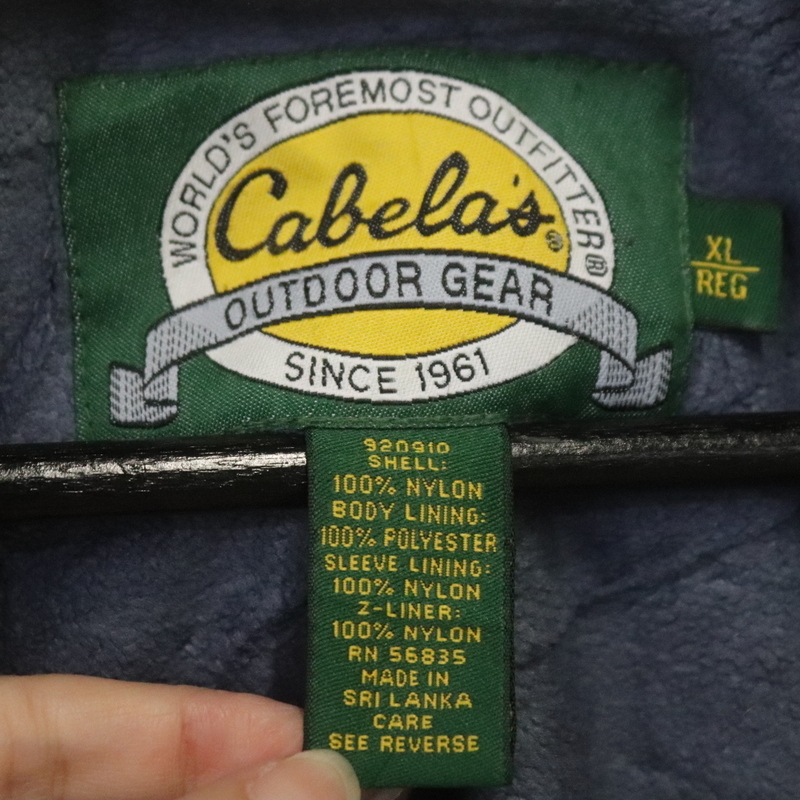 WORLD'S FOREMOST OUTFITTER®
Cabela's®
OUTDOOR GEAR
SINCE 1961
XL
REG
920910
SHELL:
100% NYLON
BODY LINING:
100% POLYESTER
SLEEVE LINING:
100% NYLON
Z-LINER:
100% NYLON
RN 56835
MADE IN
SRI LANKA
CARE
SEE REVERSE